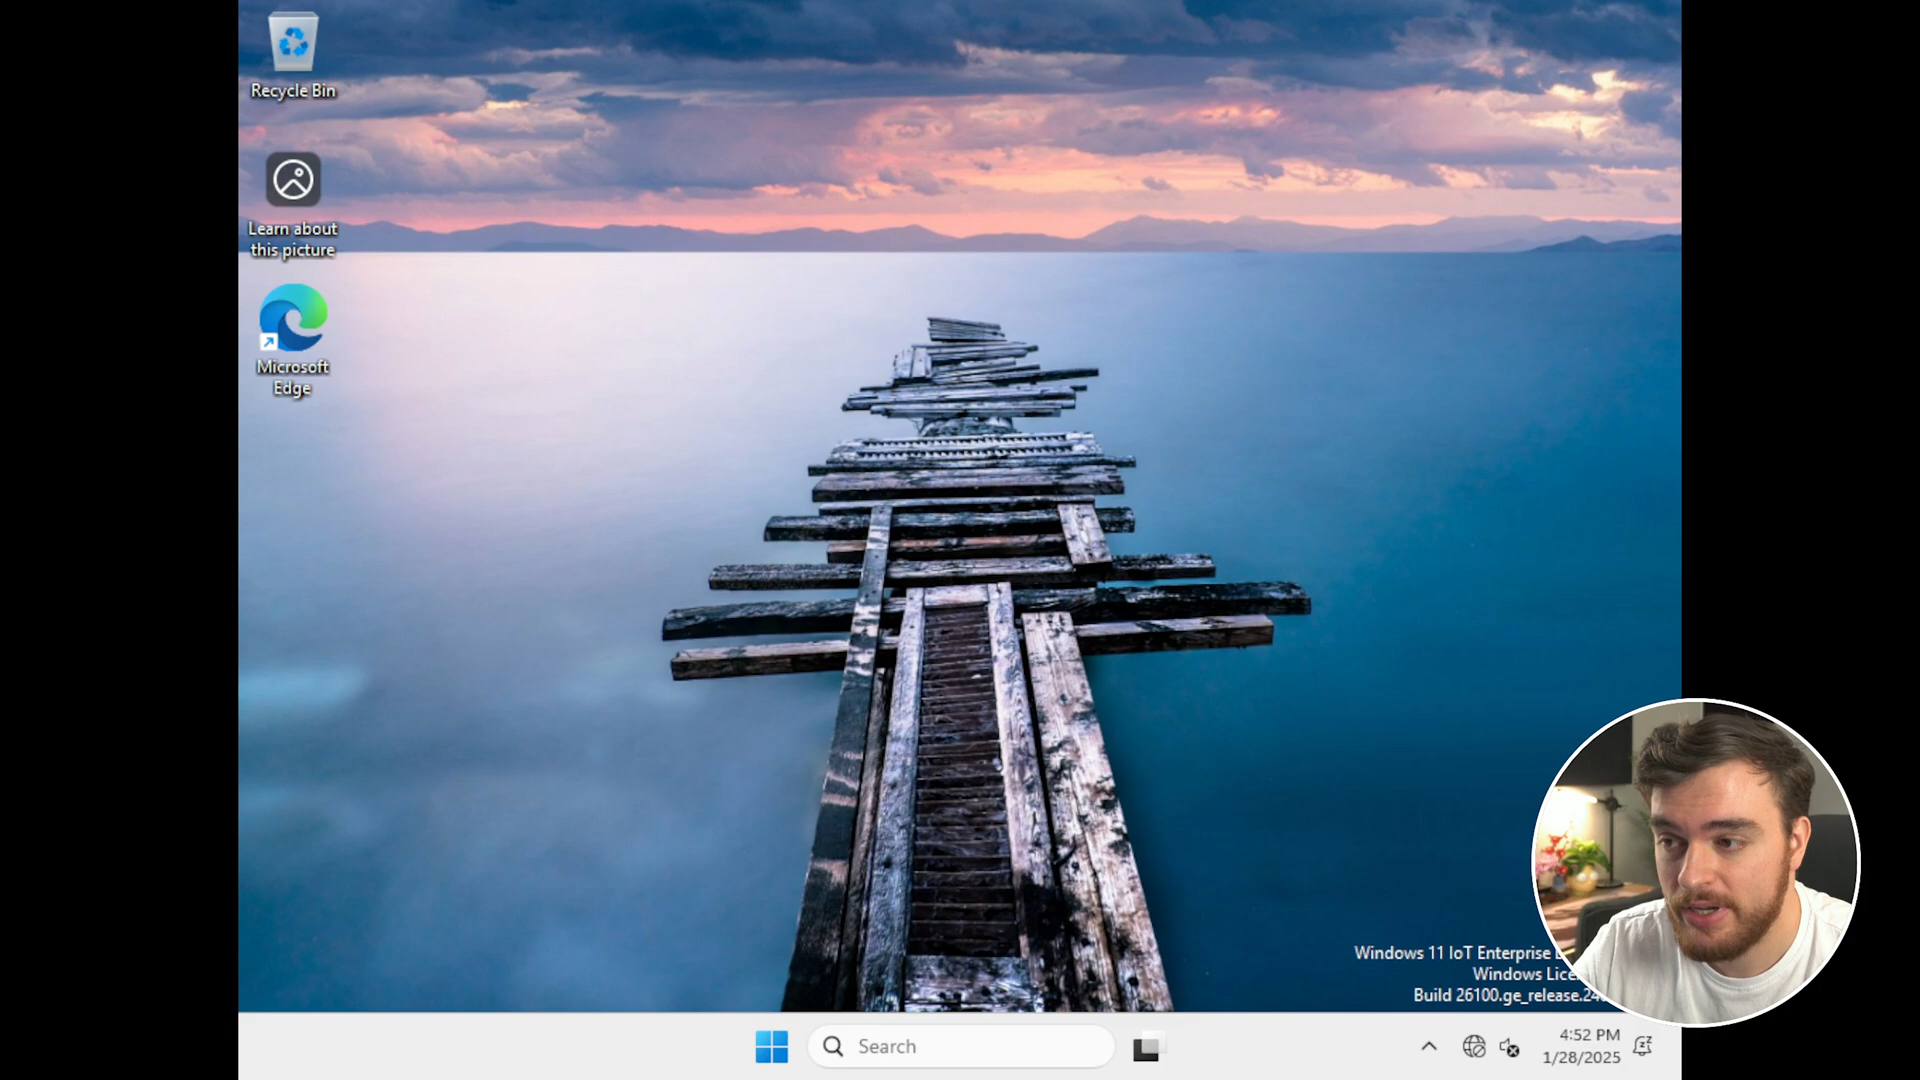 Recycle Bin
Learn about
this picture
Microsoft
Edge
Windows 11 IoT Enterprise
Windows
Build 26100.ge_release.
Search
4:52 PM
1/28/2025